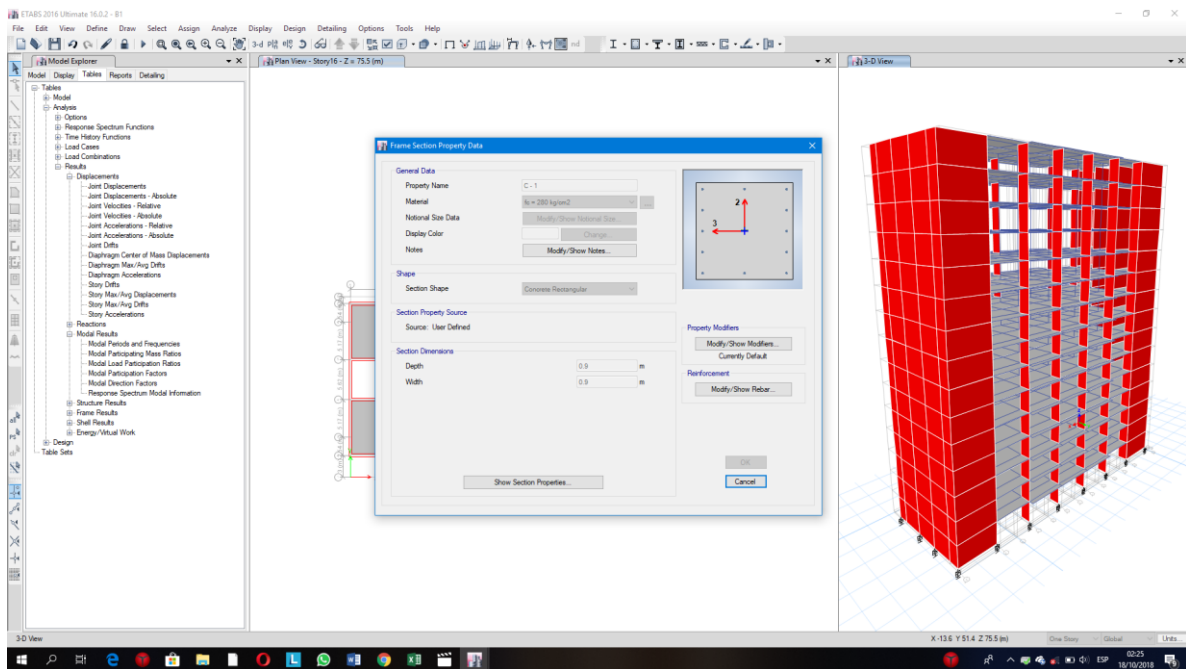 ETABS 2016 Ultimate 16.0.2 - B1
File Edit View Define Draw Select Assign Analyze Display Design Detailing Options Tools Help
3-d
nd
Model Explorer
Model Display Tables Reports Detailing
Tables
Model
Analysis
Options
Response Spectrum Functions
Time History Functions
Load Cases
Load Combinations
Results
Displacements
Joint Displacements
Joint Displacements - Absolute
Joint Velocities - Relative
Joint Velocities - Absolute
Joint Accelerations - Relative
Joint Accelerations - Absolute
Joint Drifts
Diaphragm Center of Mass Displacements
Diaphragm Max/Avg Drifts
Diaphragm Accelerations
Story Drifts
Story Max/Avg Displacements
Story Max/Avg Drifts
Story Accelerations
Reactions
Modal Results
Modal Periods and Frequencies
Modal Participating Mass Ratios
Modal Load Participation Ratios
Modal Participation Factors
Modal Direction Factors
Response Spectrum Modal Information
Structure Results
Frame Results
Shell Results
Energy/Virtual Work
Design
Table Sets
Plan View - Story16 - Z = 75.5 (m)
Frame Section Property Data
General Data
Property Name C - 1
Material fc = 280 kg/cm2 ...
Notional Size Data Modify/Show Notional Size...
Display Color Change...
Notes Modify/Show Notes...
Shape
Section Shape Concrete Rectangular
Section Property Source
Source: User Defined
Section Dimensions
Depth 0.9 m
Width 0.9 m
Show Section Properties...
2
3
Property Modifiers
Modify/Show Modifiers...
Currently Default
Reinforcement
Modify/Show Rebar...
OK
Cancel
3-D View
3-D View
X -13.6 Y 51.4 Z 75.5 (m) One Story Global Units...
ESP
02:25
18/10/2018